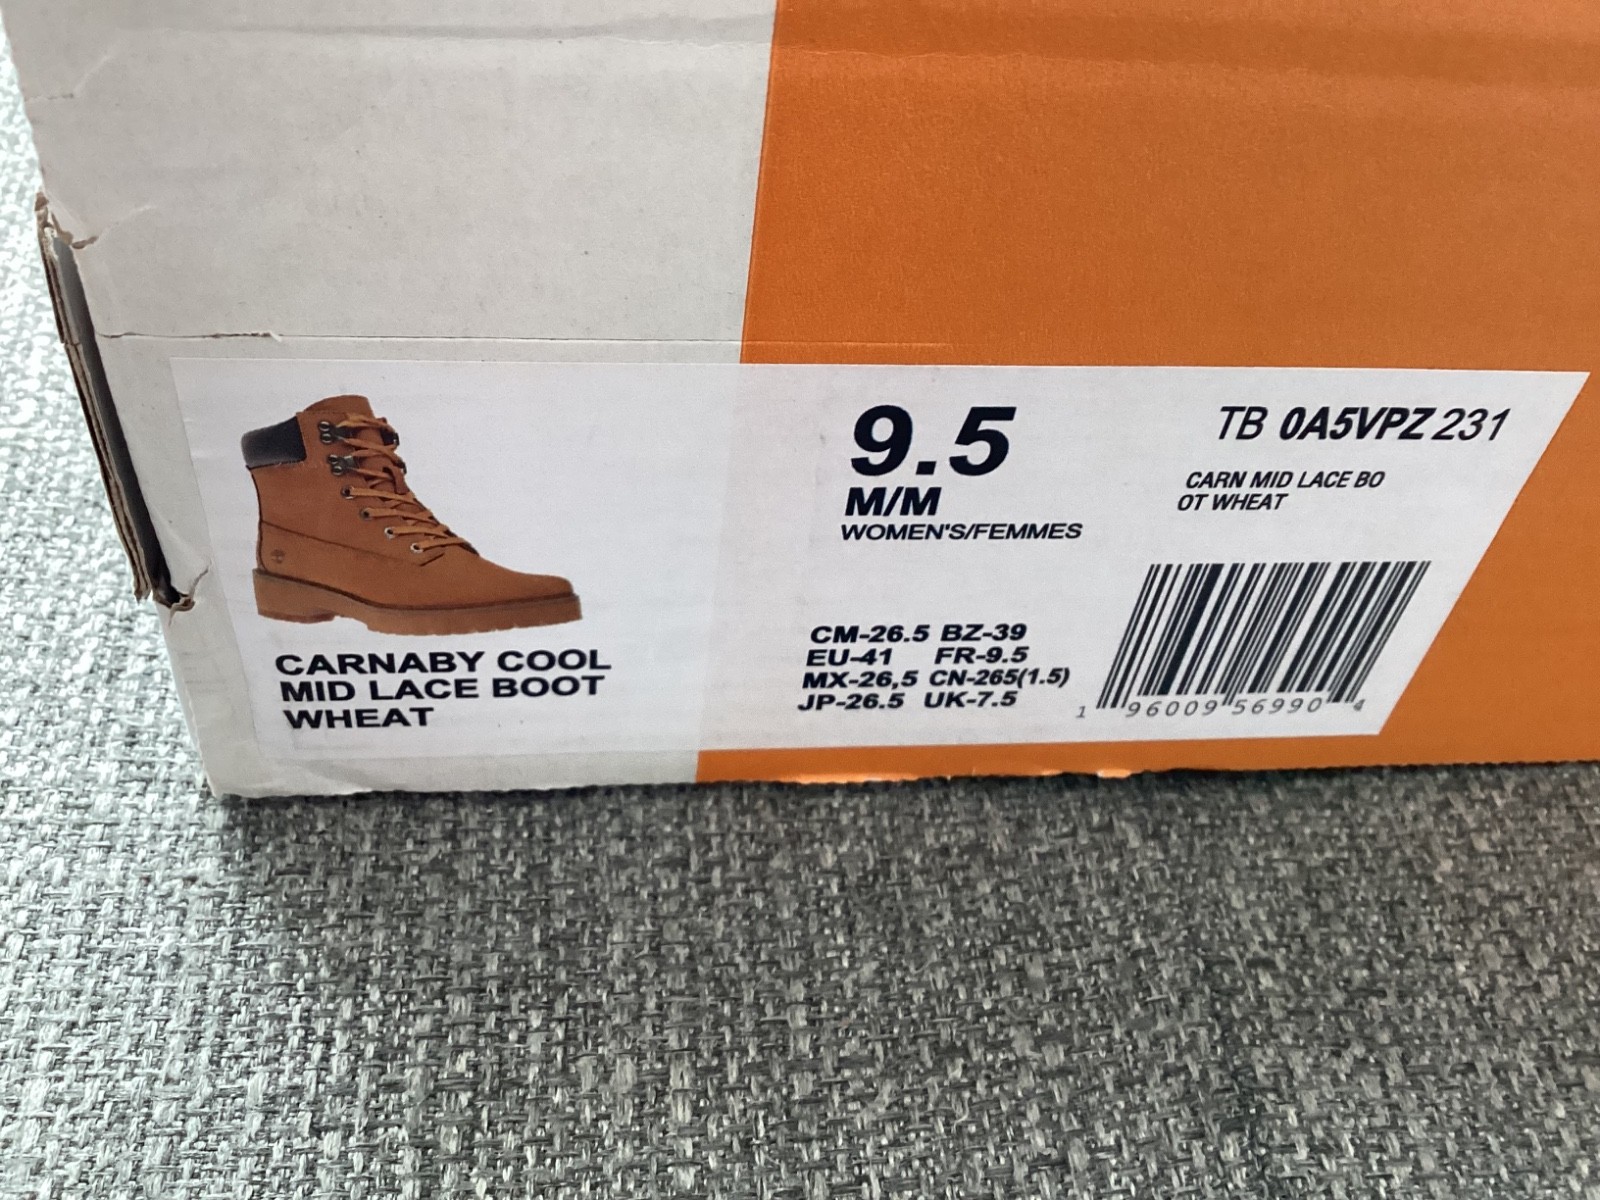 9.5
M/M
WOMEN'S/FEMMES
TB 0A5VPZ 231
CARN MID LACE BO
OT WHEAT
CARNABY COOL
MID LACE BOOT
WHEAT
CM-26.5 BZ-39
EU-41 FR-9.5
MX-26,5 CN-265(1.5)
JP-26.5 UK-7.5
1 96009 56990 4